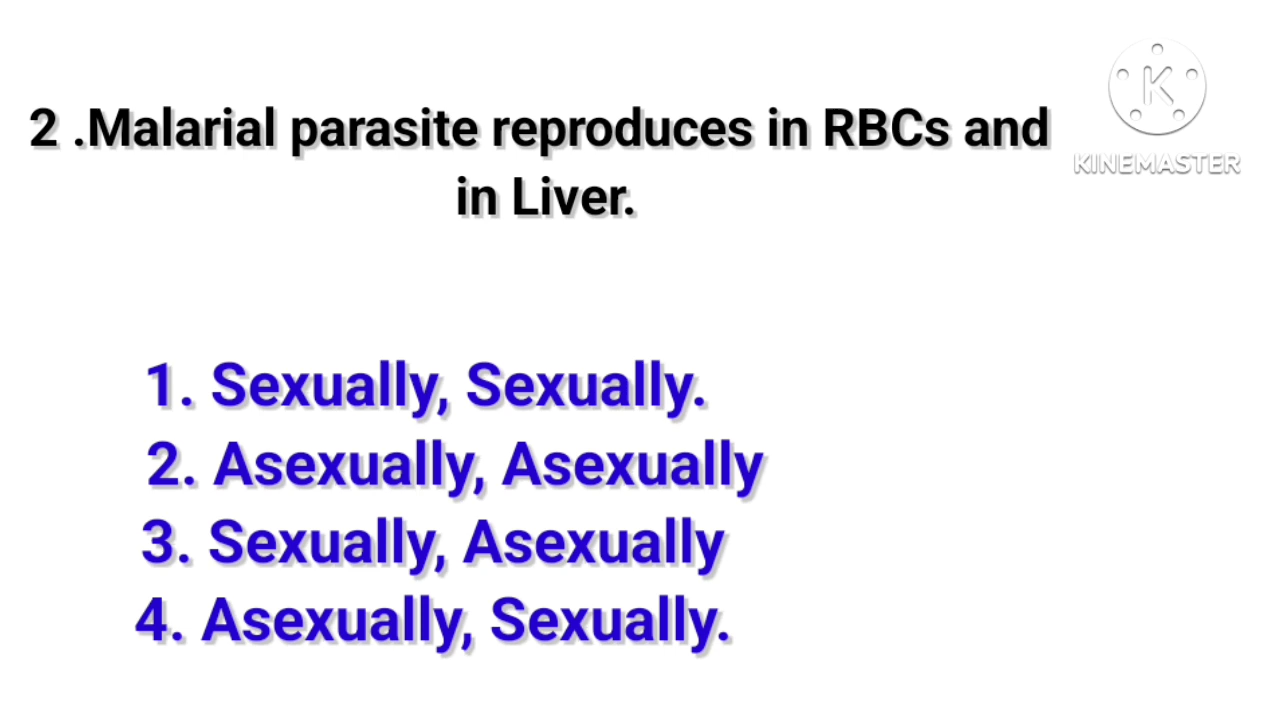 2 .Malarial parasite reproduces in RBCs and
in Liver.
K
KINEMASTER
1. Sexually, Sexually.
2. Asexually, Asexually
3. Sexually, Asexually
4. Asexually, Sexually.